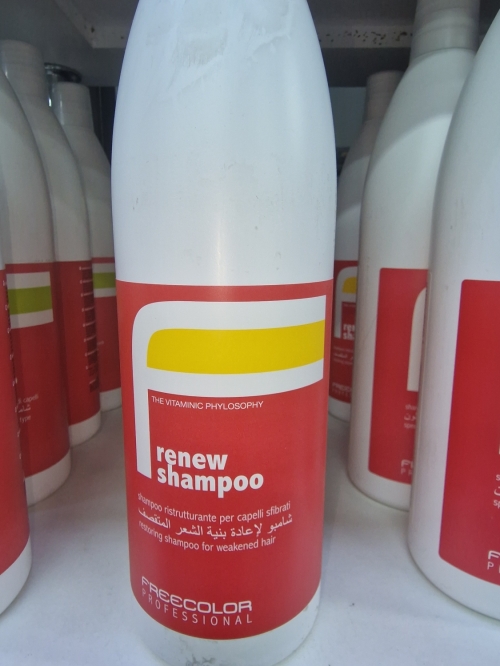 THE VITAMINIC PHYLOSOPHY
renew
shampoo
shampoo ristrutturante per capelli sfibrati
شامبو لإعادة بنية الشعر المتقصف
restoring shampoo for weakened hair
FREECOLOR
PROFESSIONAL